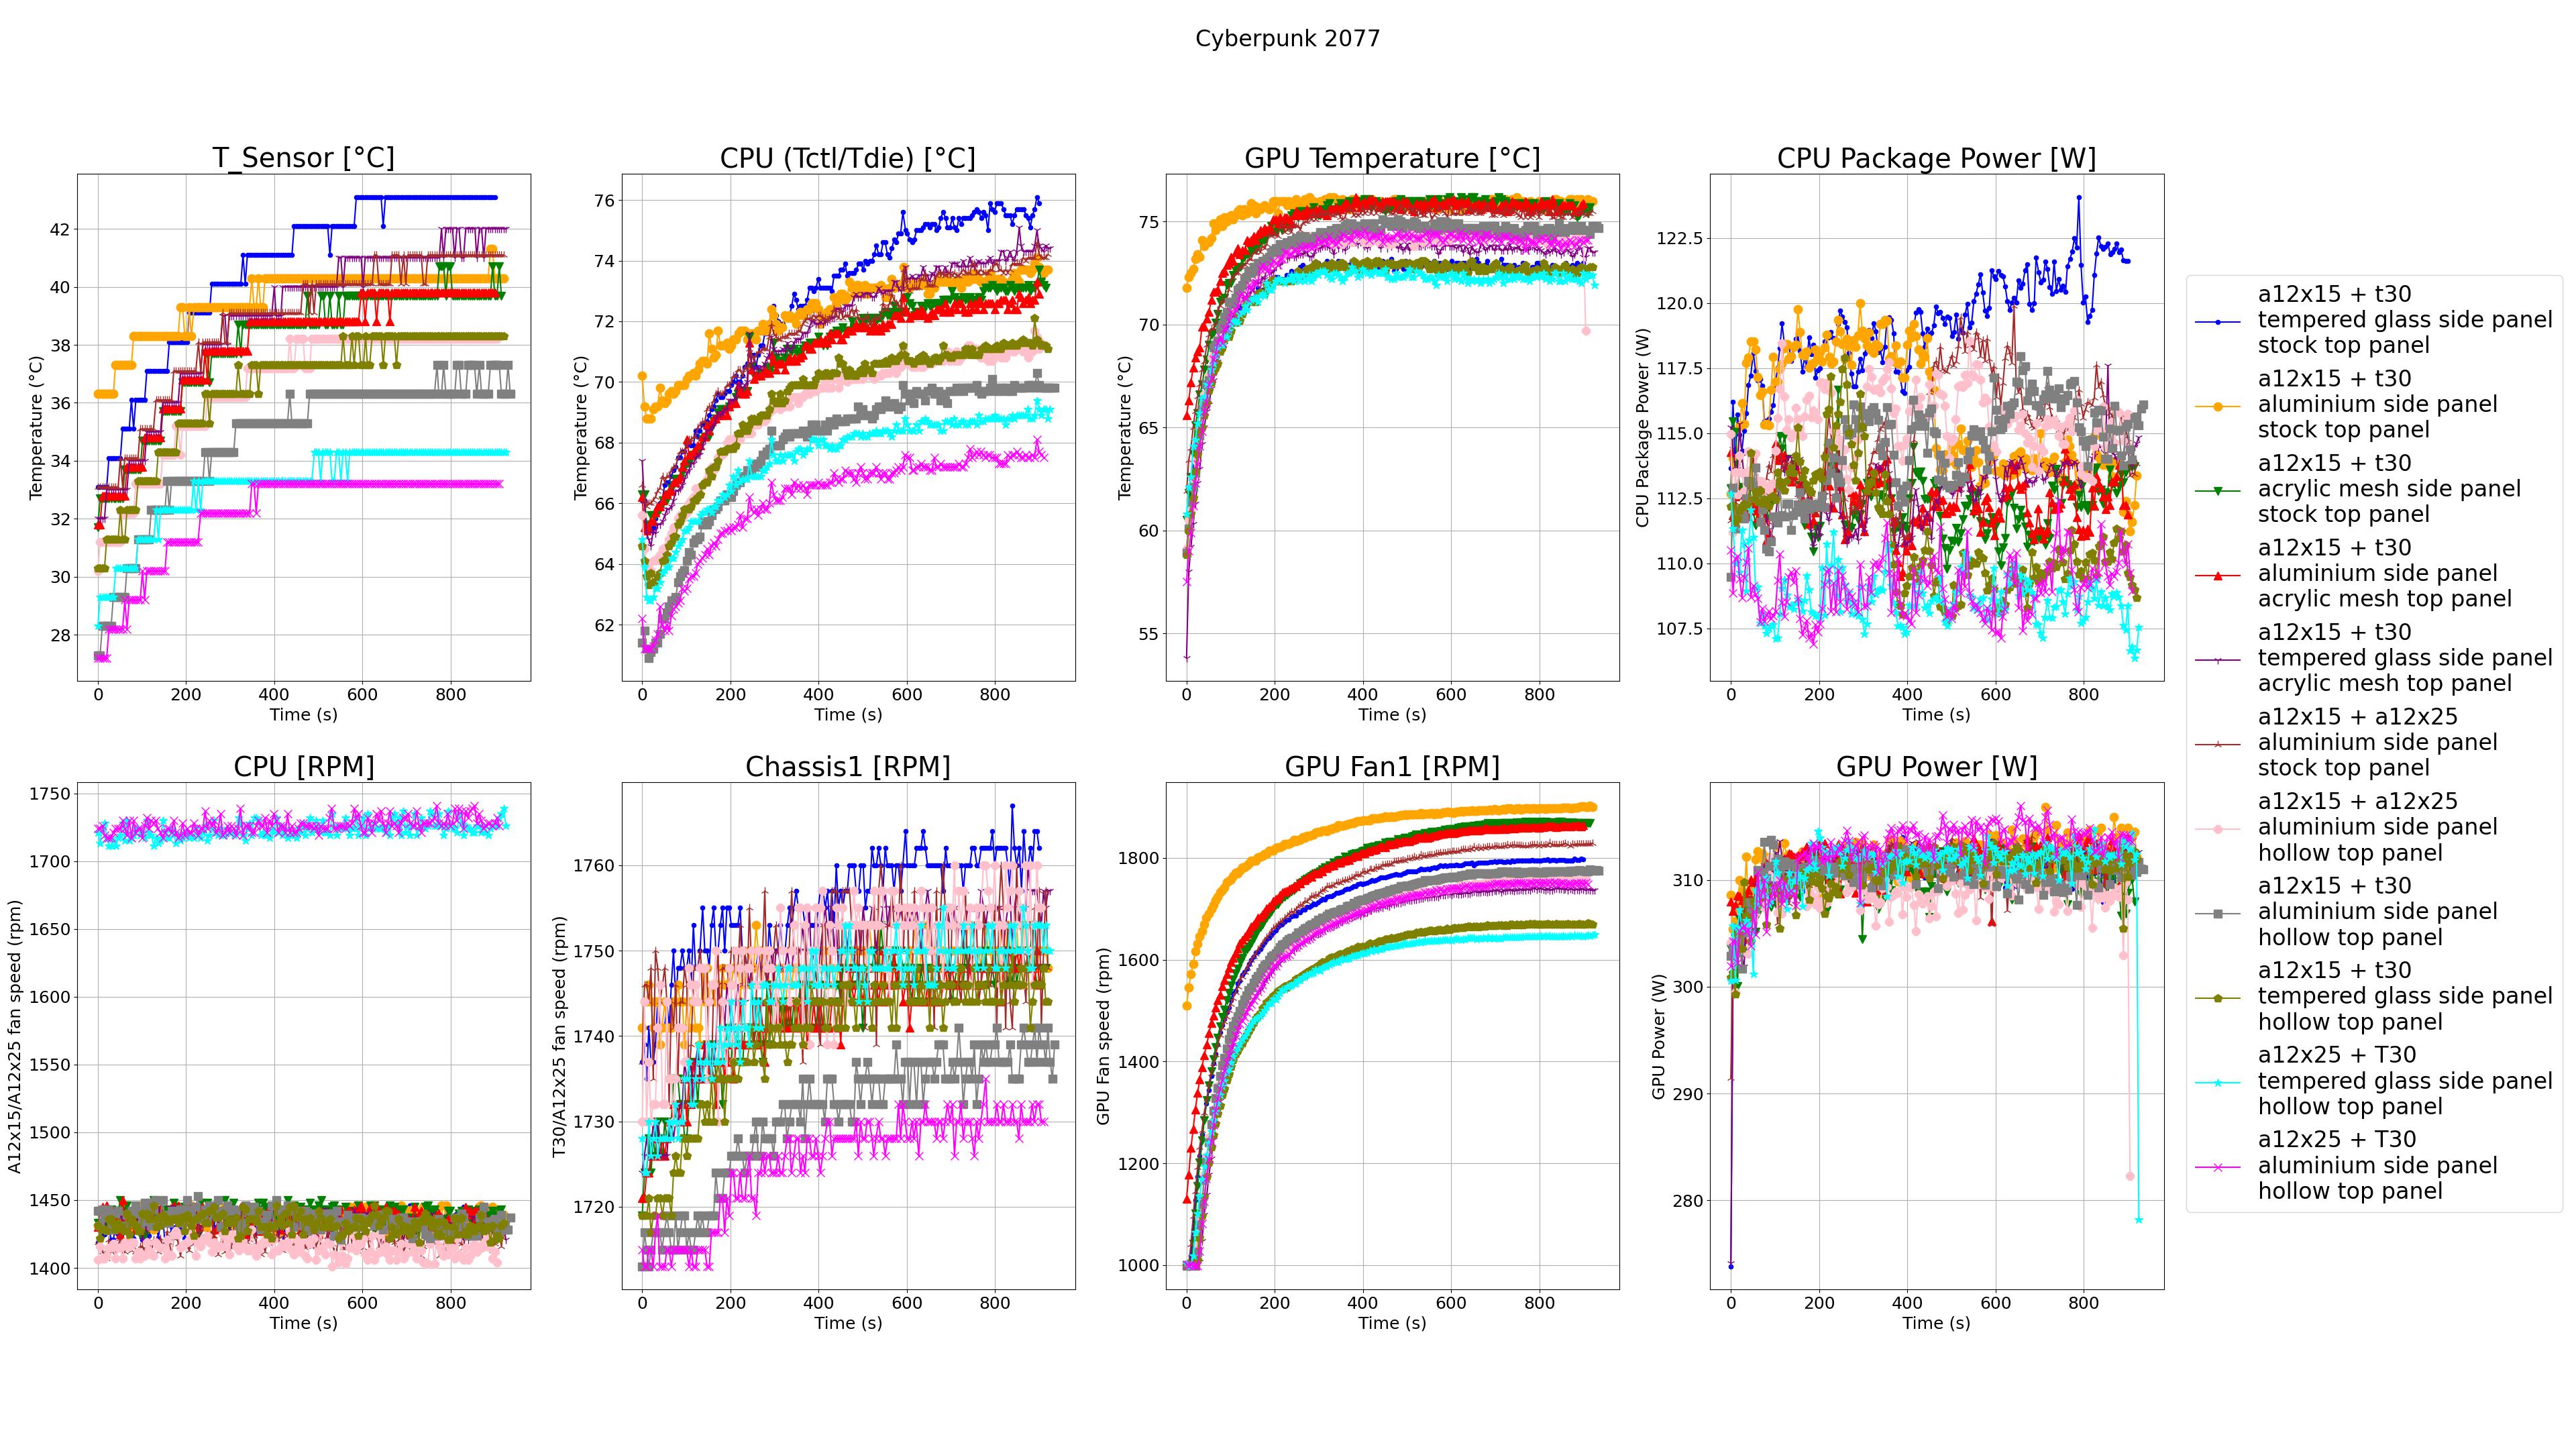 Cyberpunk 2077
T_Sensor [°C]
Temperature (°C)
42
40
38
36
34
32
30
28
0 200 400 600 800
Time (s)
CPU (Tctl/Tdie) [°C]
Temperature (°C)
76
74
72
70
68
66
64
62
0 200 400 600 800
Time (s)
GPU Temperature [°C]
Temperature (°C)
75
70
65
60
55
0 200 400 600 800
Time (s)
CPU Package Power [W]
CPU Package Power (W)
122.5
120.0
117.5
115.0
112.5
110.0
107.5
0 200 400 600 800
Time (s)
CPU [RPM]
A12x15/A12x25 fan speed (rpm)
1750
1700
1650
1600
1550
1500
1450
1400
0 200 400 600 800
Time (s)
Chassis1 [RPM]
T30/A12x25 fan speed (rpm)
1760
1750
1740
1730
1720
0 200 400 600 800
Time (s)
GPU Fan1 [RPM]
GPU Fan speed (rpm)
1800
1600
1400
1200
1000
0 200 400 600 800
Time (s)
GPU Power [W]
GPU Power (W)
310
300
290
280
0 200 400 600 800
Time (s)
a12x15 + t30
tempered glass side panel
stock top panel
a12x15 + t30
aluminium side panel
stock top panel
a12x15 + t30
acrylic mesh side panel
stock top panel
a12x15 + t30
aluminium side panel
acrylic mesh top panel
a12x15 + t30
tempered glass side panel
acrylic mesh top panel
a12x15 + a12x25
aluminium side panel
stock top panel
a12x15 + a12x25
aluminium side panel
hollow top panel
a12x15 + t30
aluminium side panel
hollow top panel
a12x15 + t30
tempered glass side panel
hollow top panel
a12x25 + T30
tempered glass side panel
hollow top panel
a12x25 + T30
aluminium side panel
hollow top panel